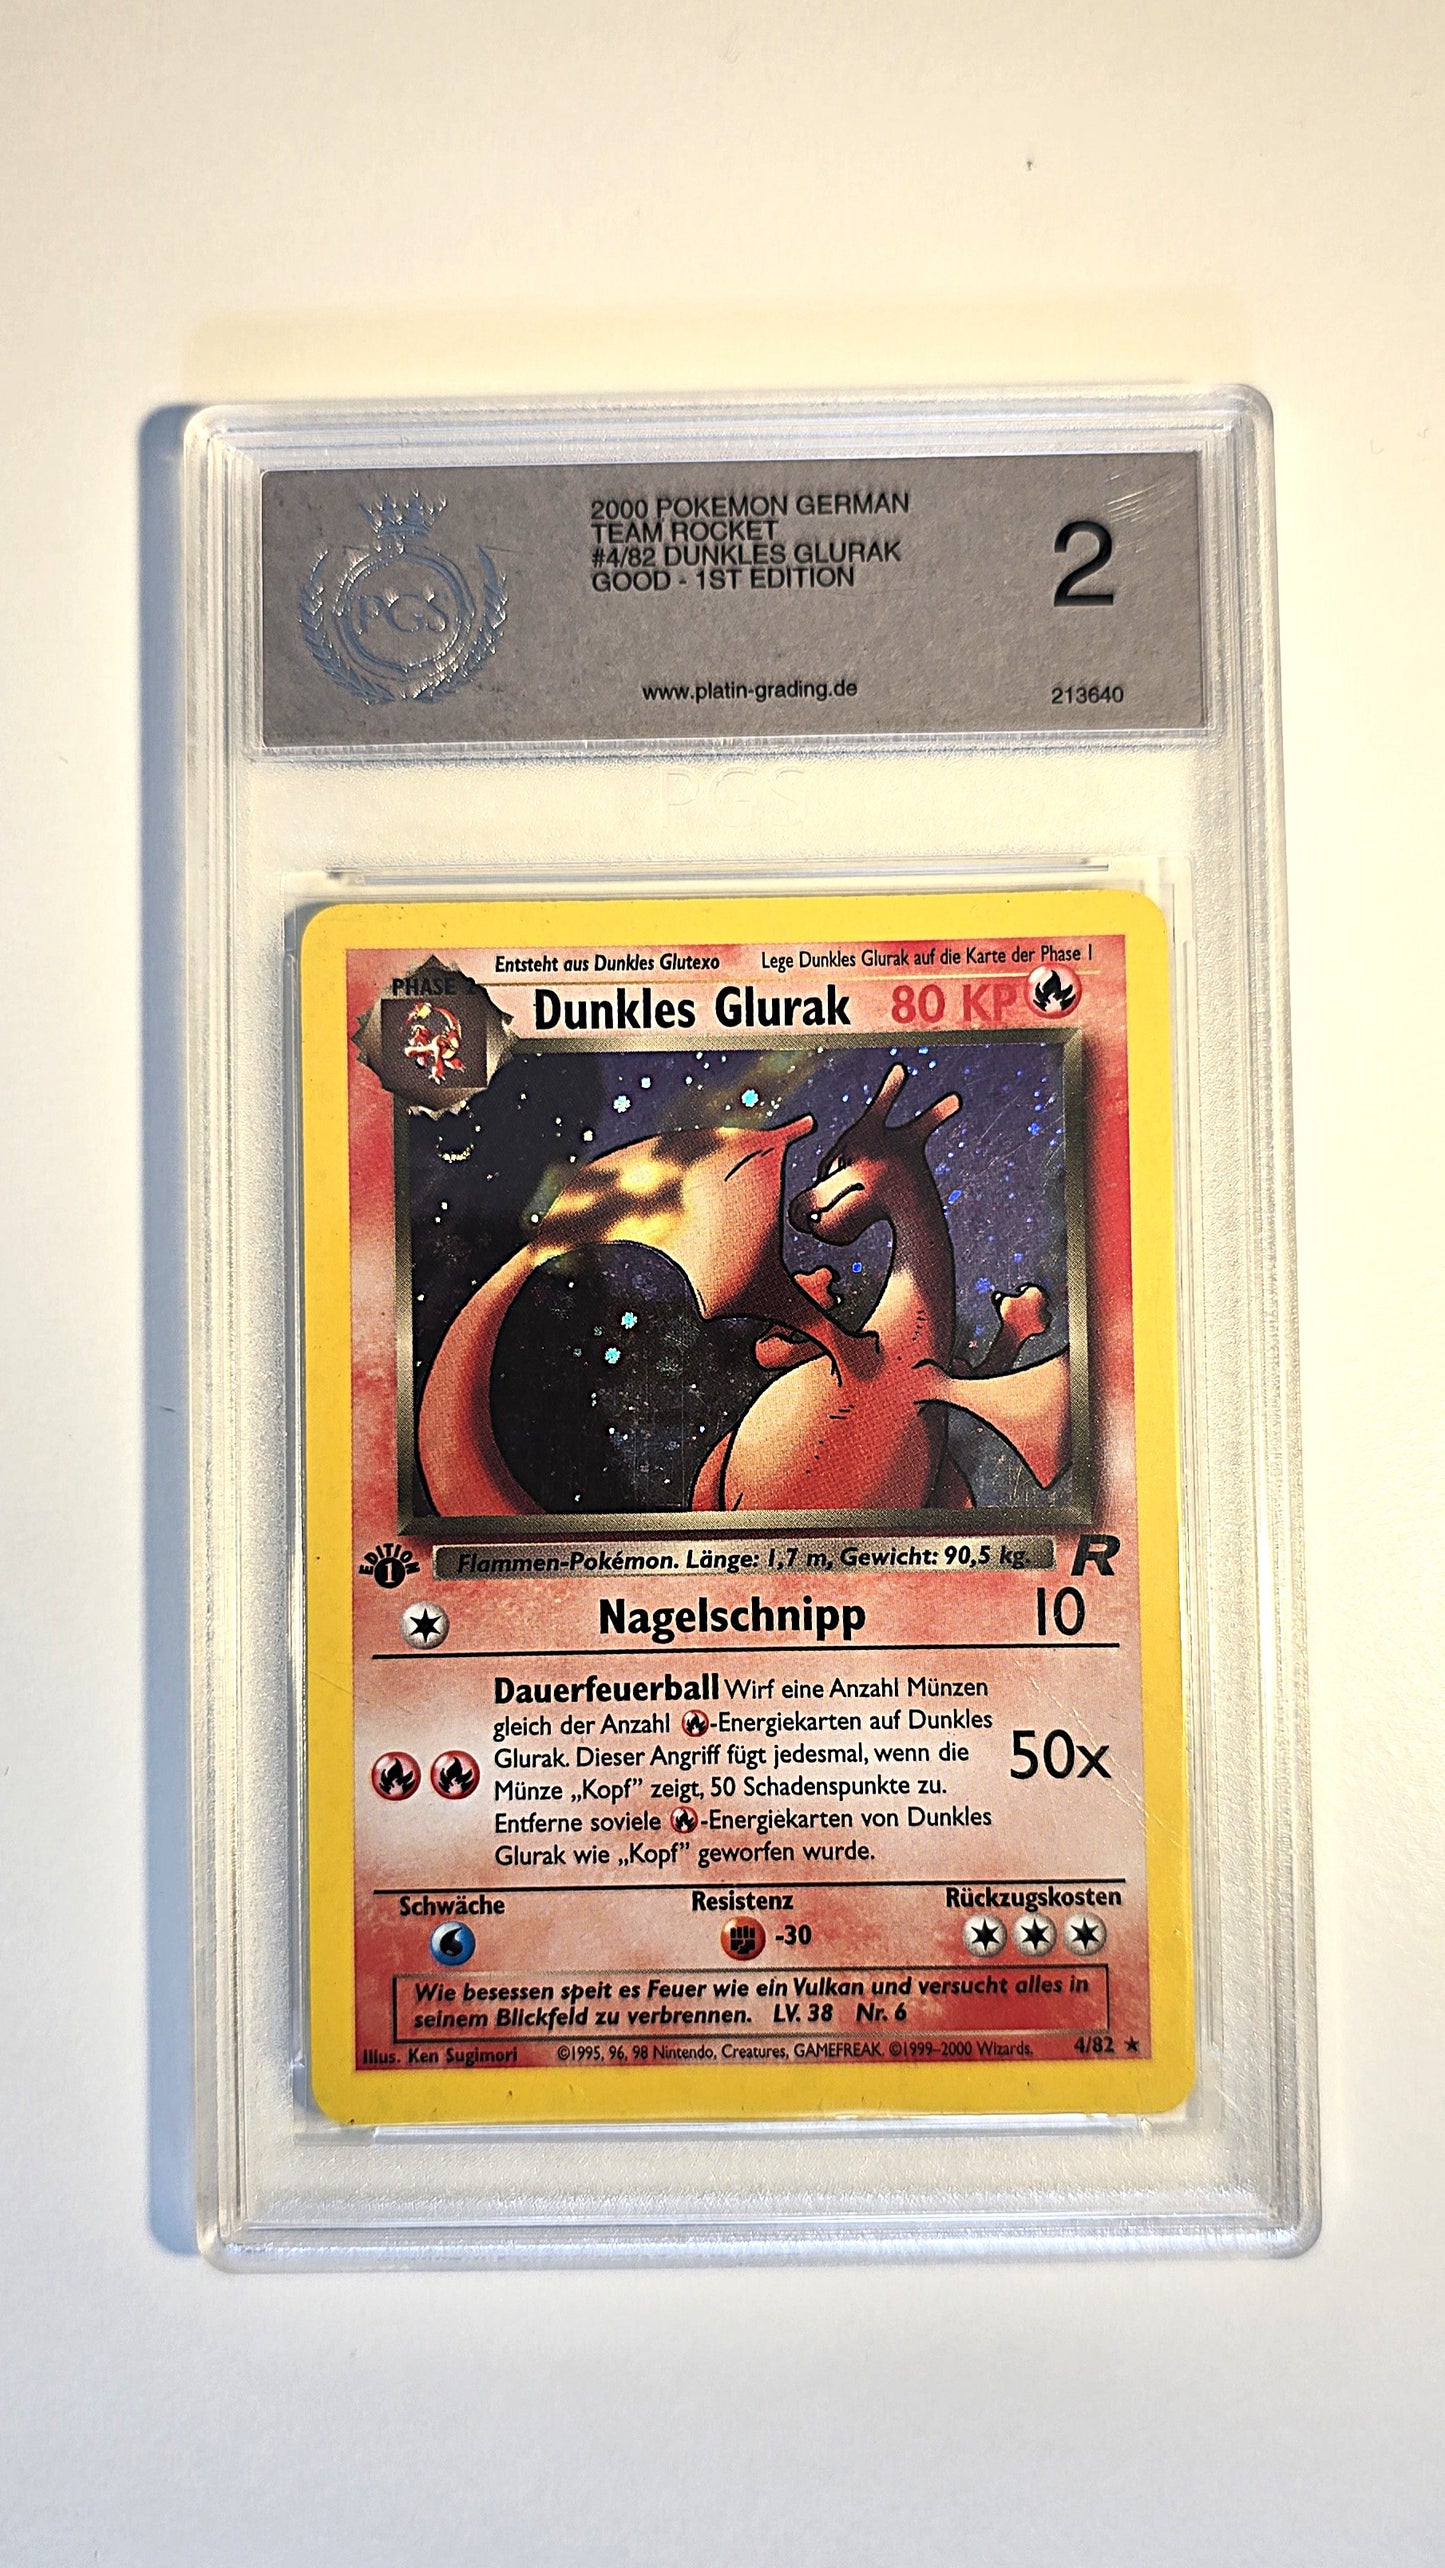 PGS
2000 POKEMON GERMAN
TEAM ROCKET
#4/82 DUNKLES GLURAK
GOOD - 1ST EDITION
2
www.platin-grading.de
213640
PGS
Entsteht aus Dunkles Glutexo Lege Dunkles Glurak auf die Karte der Phase 1
PHASE 2
Dunkles Glurak 80 KP
EDITION
1
Flammen-Pokémon. Länge: 1,7 m, Gewicht: 90,5 kg.
R
Nagelschnipp 10
Dauerfeuerball Wirf eine Anzahl Münzen
gleich der Anzahl -Energiekarten auf Dunkles
Glurak. Dieser Angriff fügt jedesmal, wenn die
Münze „Kopf” zeigt, 50 Schadenspunkte zu.
Entferne soviele -Energiekarten von Dunkles
Glurak wie „Kopf” geworfen wurde.
50x
Schwäche Resistenz Rückzugskosten
-30
Wie besessen speit es Feuer wie ein Vulkan und versucht alles in
seinem Blickfeld zu verbrennen. LV. 38 Nr. 6
Illus. Ken Sugimori ©1995, 96, 98 Nintendo, Creatures, GAMEFREAK. ©1999–2000 Wizards. 4/82 ★